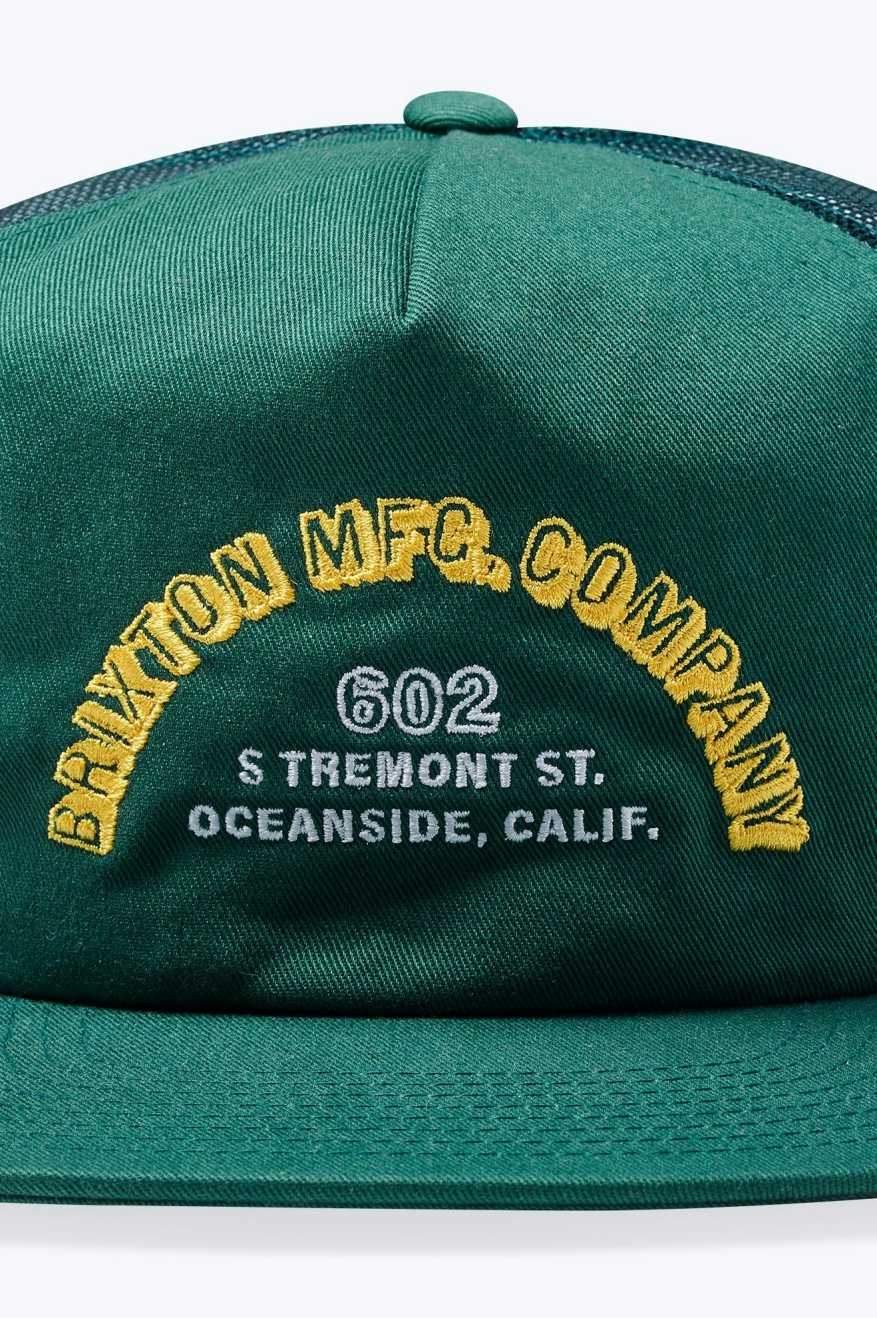 BRIXTON MFG. COMPANY
602
S TREMONT ST.
OCEANSIDE, CALIF.